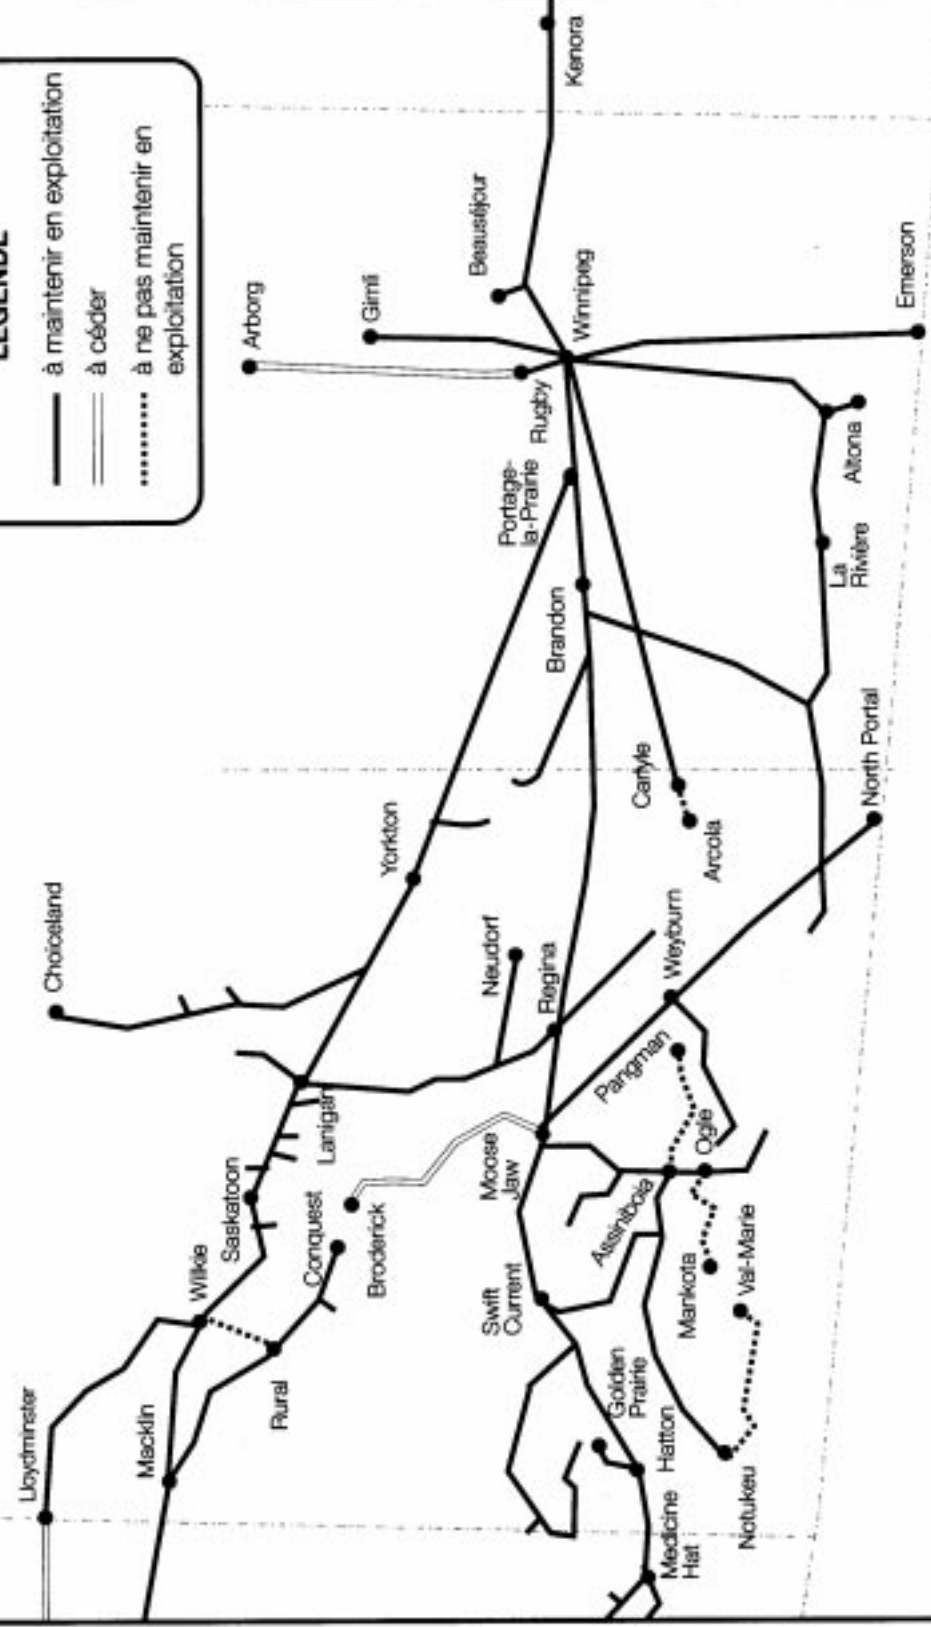 LÉGENDE
à maintenir en exploitation
à céder
à ne pas maintenir en
exploitation
Lloydminster
Macklin
Wilkie
Rural
Saskatoon
Conquest
Broderick
Lanigan
Choiceland
Yorkton
Neudorf
Regina
Moose
Jaw
Swift
Current
Golden
Prairie
Hatton
Medicine
Hat
Notukeu
Val-Marie
Mankota
Assiniboia
Ogle
Pangman
Weyburn
North Portal
Arcola
Carlyle
Brandon
Portage-
la-Prairie
Rugby
Winnipeg
Arborg
Gimli
Beauséjour
Kenora
Emerson
Altona
La
Rivière